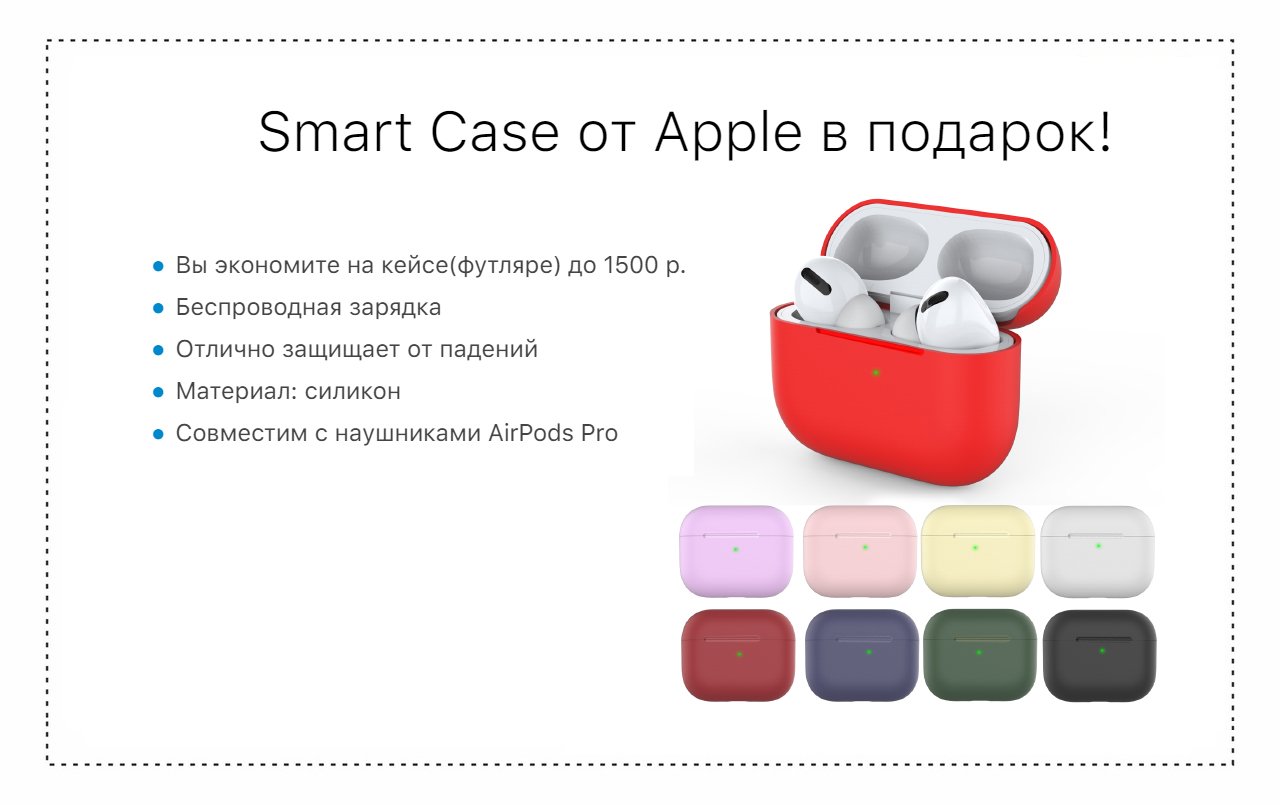 Smart Case от Apple в подарок!
Вы экономите на кейсе(футляре) до 1500 р.
Беспроводная зарядка
Отлично защищает от падений
Материал: силикон
Совместим с наушниками AirPods Pro